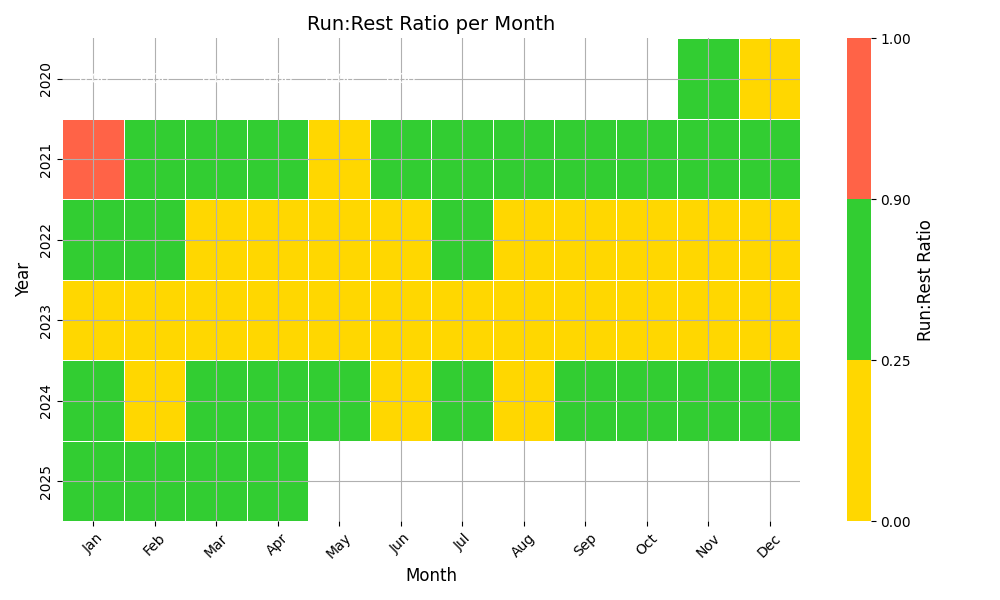 Run:Rest Ratio per Month
Year
2020
2021
2022
2023
2024
2025
Jan
Feb
Mar
Apr
May
Jun
Jul
Aug
Sep
Oct
Nov
Dec
Month
1.00
0.90
0.25
0.00
Run:Rest Ratio